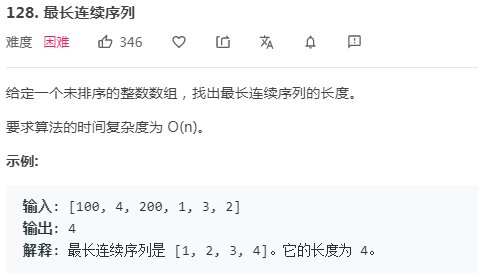 128. 最长连续序列
难度 困难 346
给定一个未排序的整数数组，找出最长连续序列的长度。
要求算法的时间复杂度为 O(n)。
示例:
输入: [100, 4, 200, 1, 3, 2]
输出: 4
解释: 最长连续序列是 [1, 2, 3, 4]。它的长度为 4。